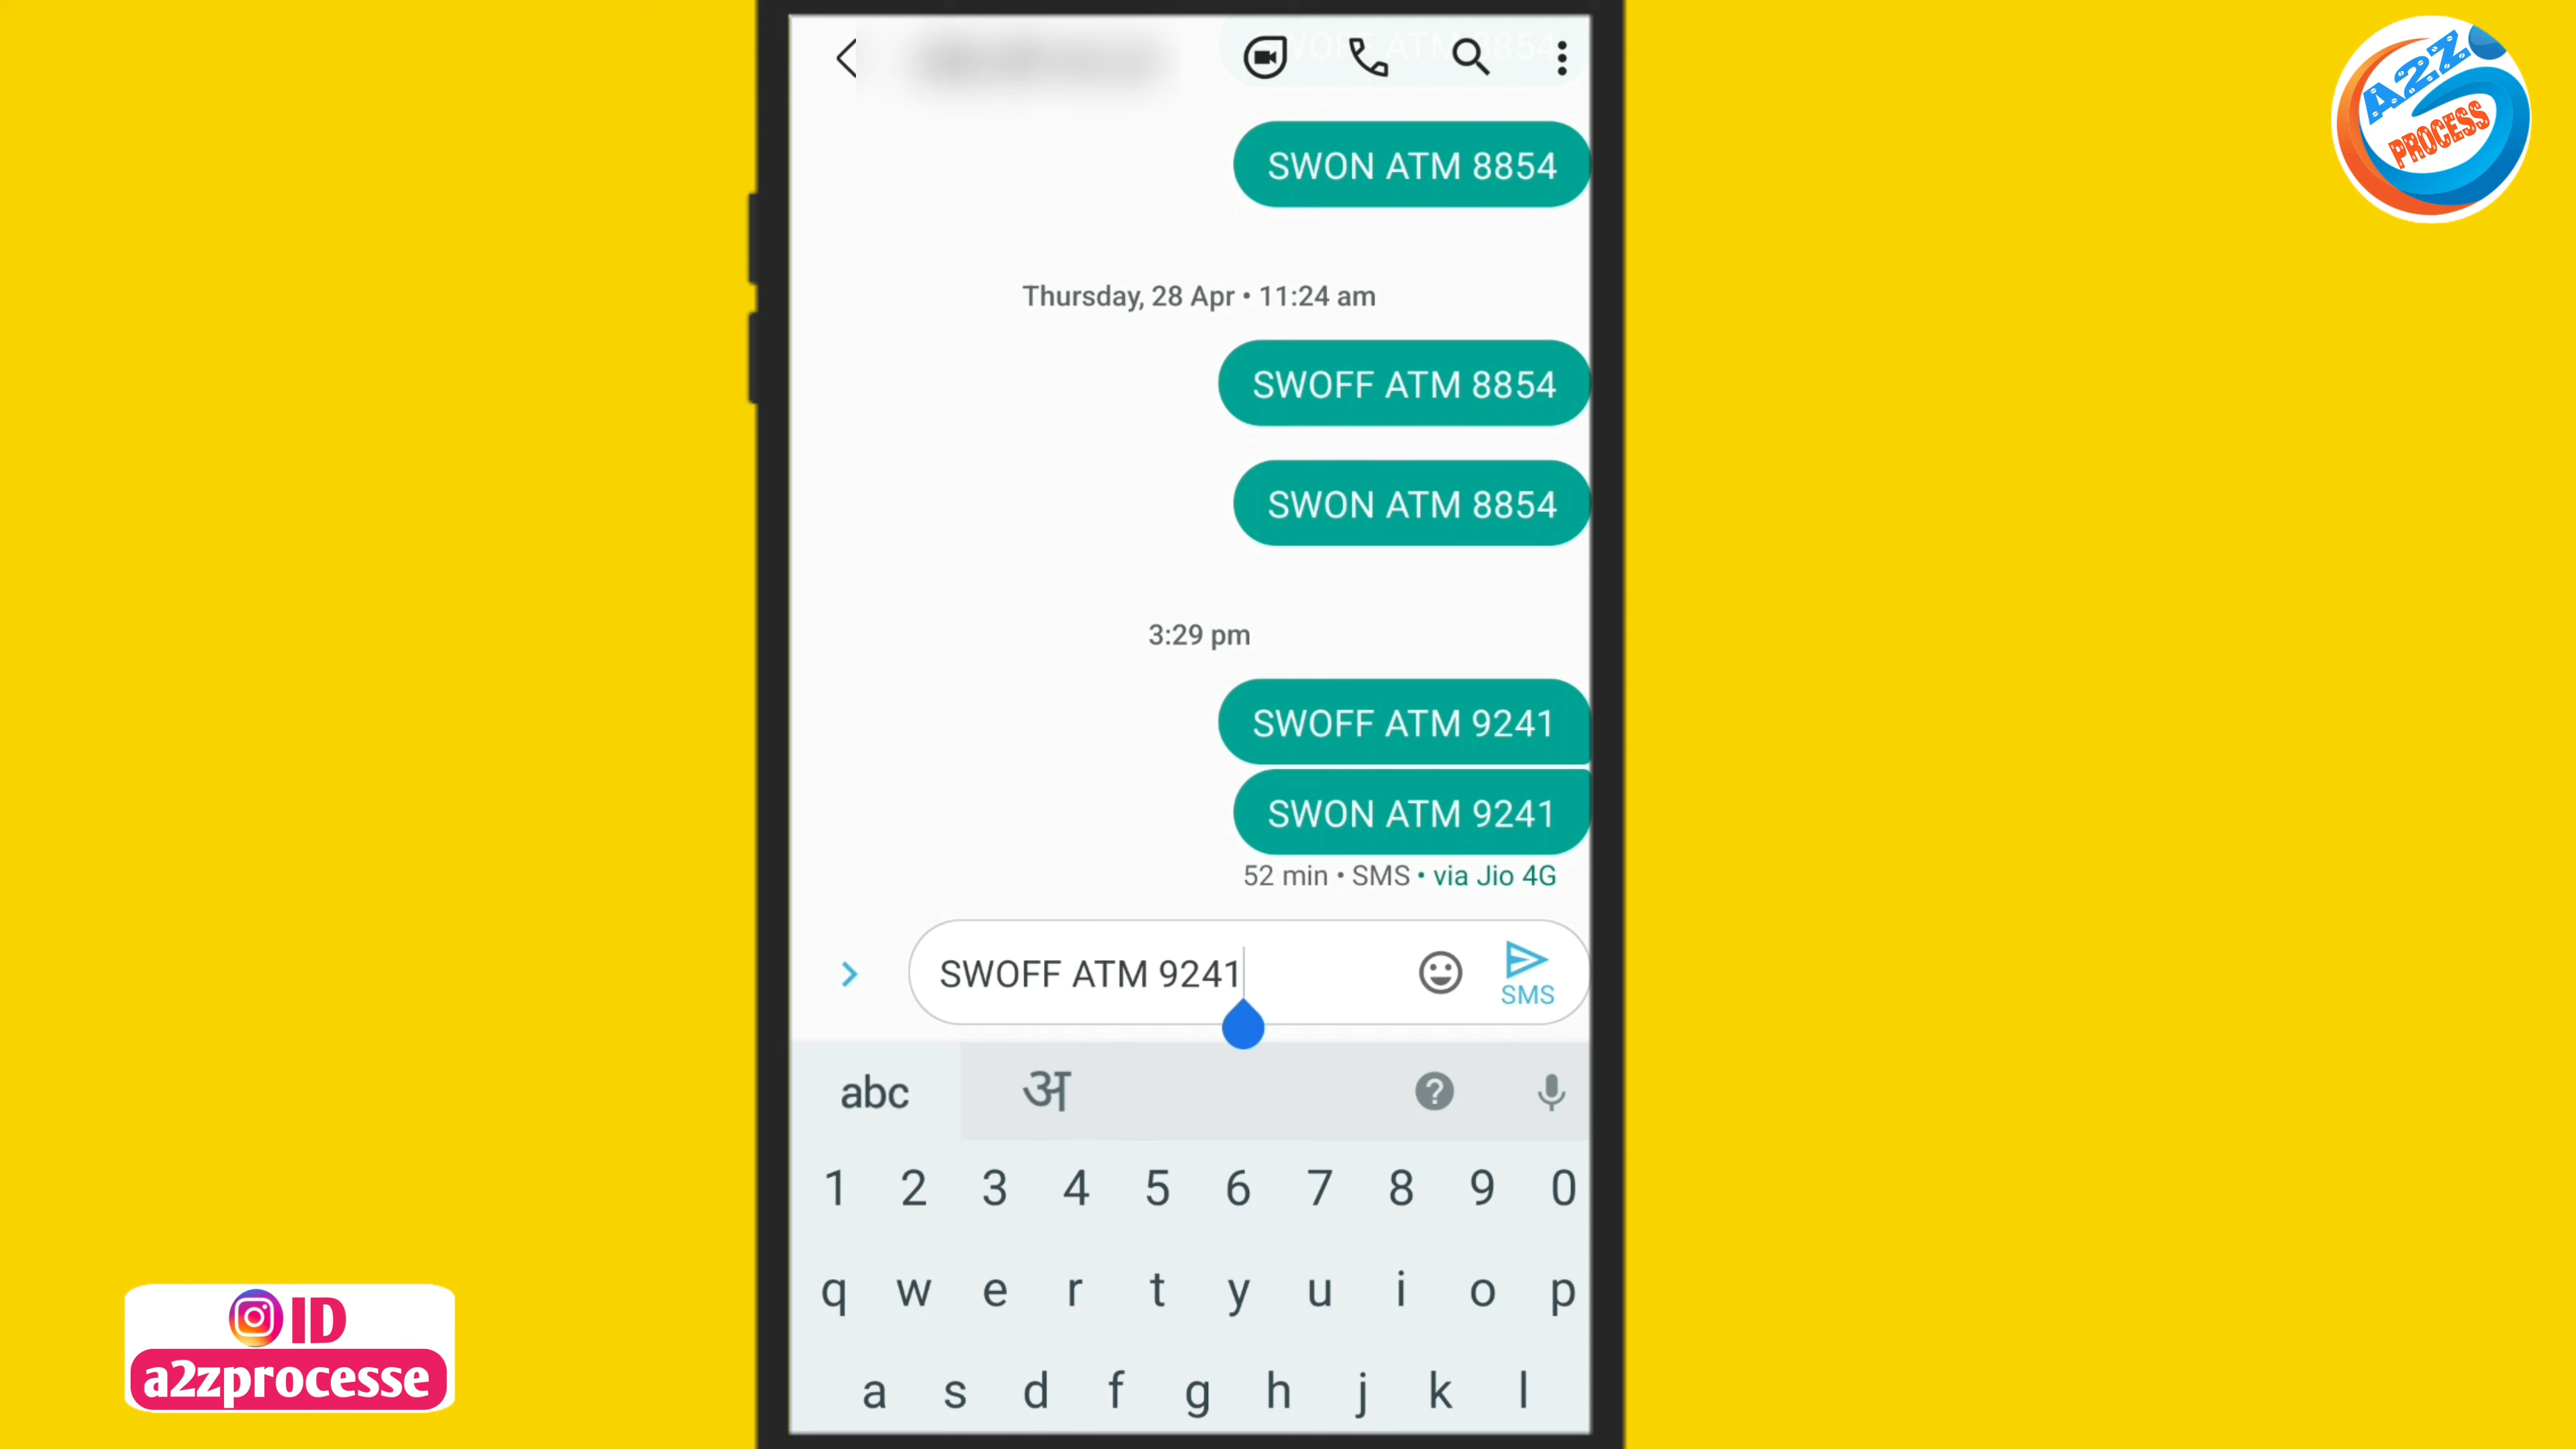 A2Z
PROCESS
SWON ATM 8854
Thursday, 28 Apr • 11:24 am
SWOFF ATM 8854
SWON ATM 8854
3:29 pm
SWOFF ATM 9241
SWON ATM 9241
52 min • SMS • via Jio 4G
SWOFF ATM 9241
SMS
abc अ
1 2 3 4 5 6 7 8 9 0
q w e r t y u i o p
a s d f g h j k l
ID
a2zprocesse